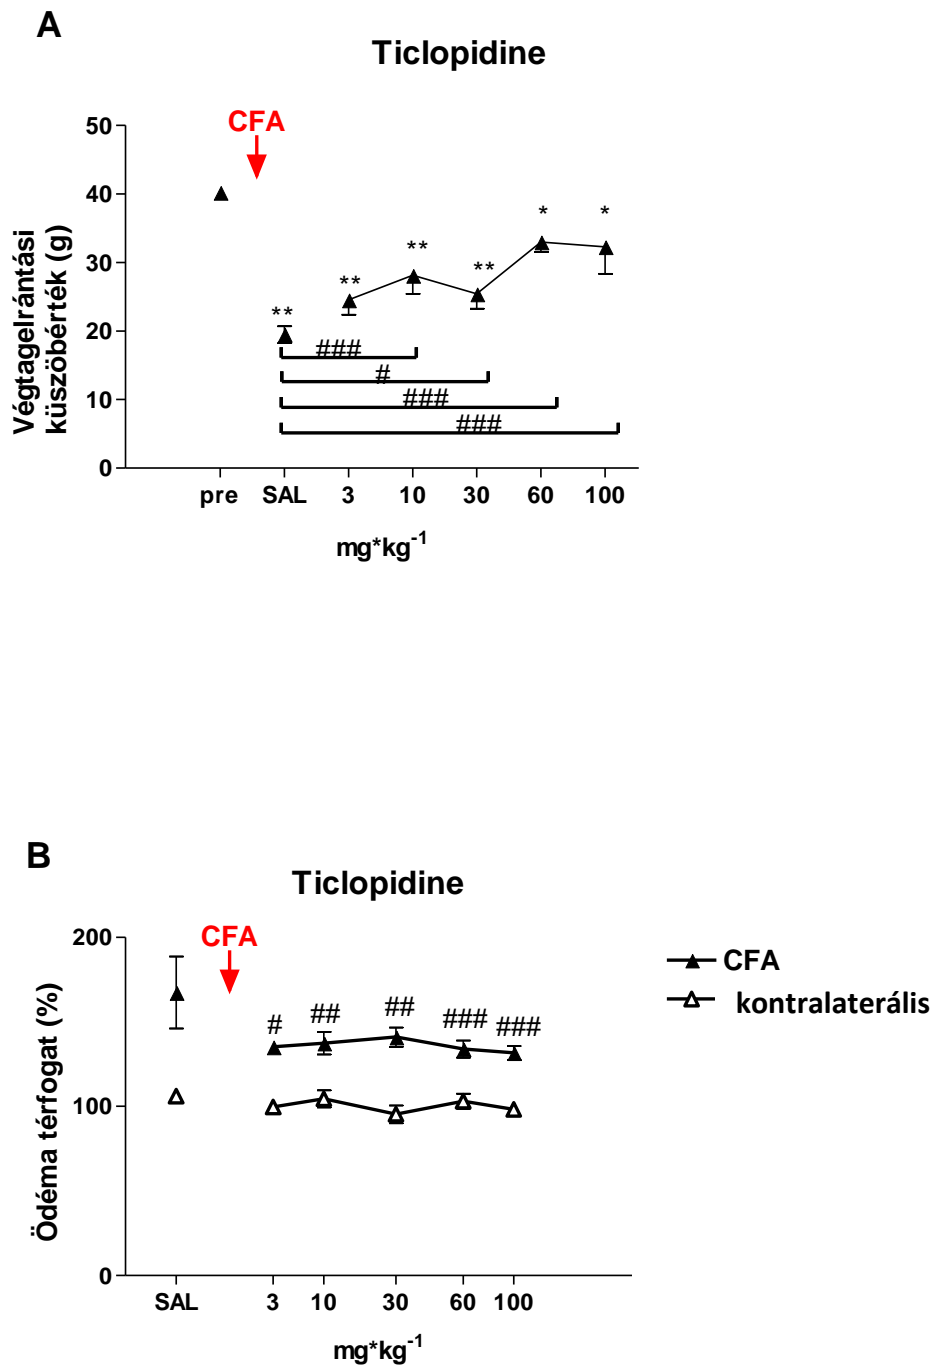 A
Ticlopidine
CFA
50
40
30
20
10
0
Végtagelrántási
küszöbérték (g)
**
**
**
**
*
*
###
#
###
###
pre SAL 3 10 30 60 100
mg*kg-1
B
Ticlopidine
CFA
200
100
0
Ödéma térfogat (%)
# ## ## ### ###
CFA
kontralaterális
SAL 3 10 30 60 100
mg*kg-1